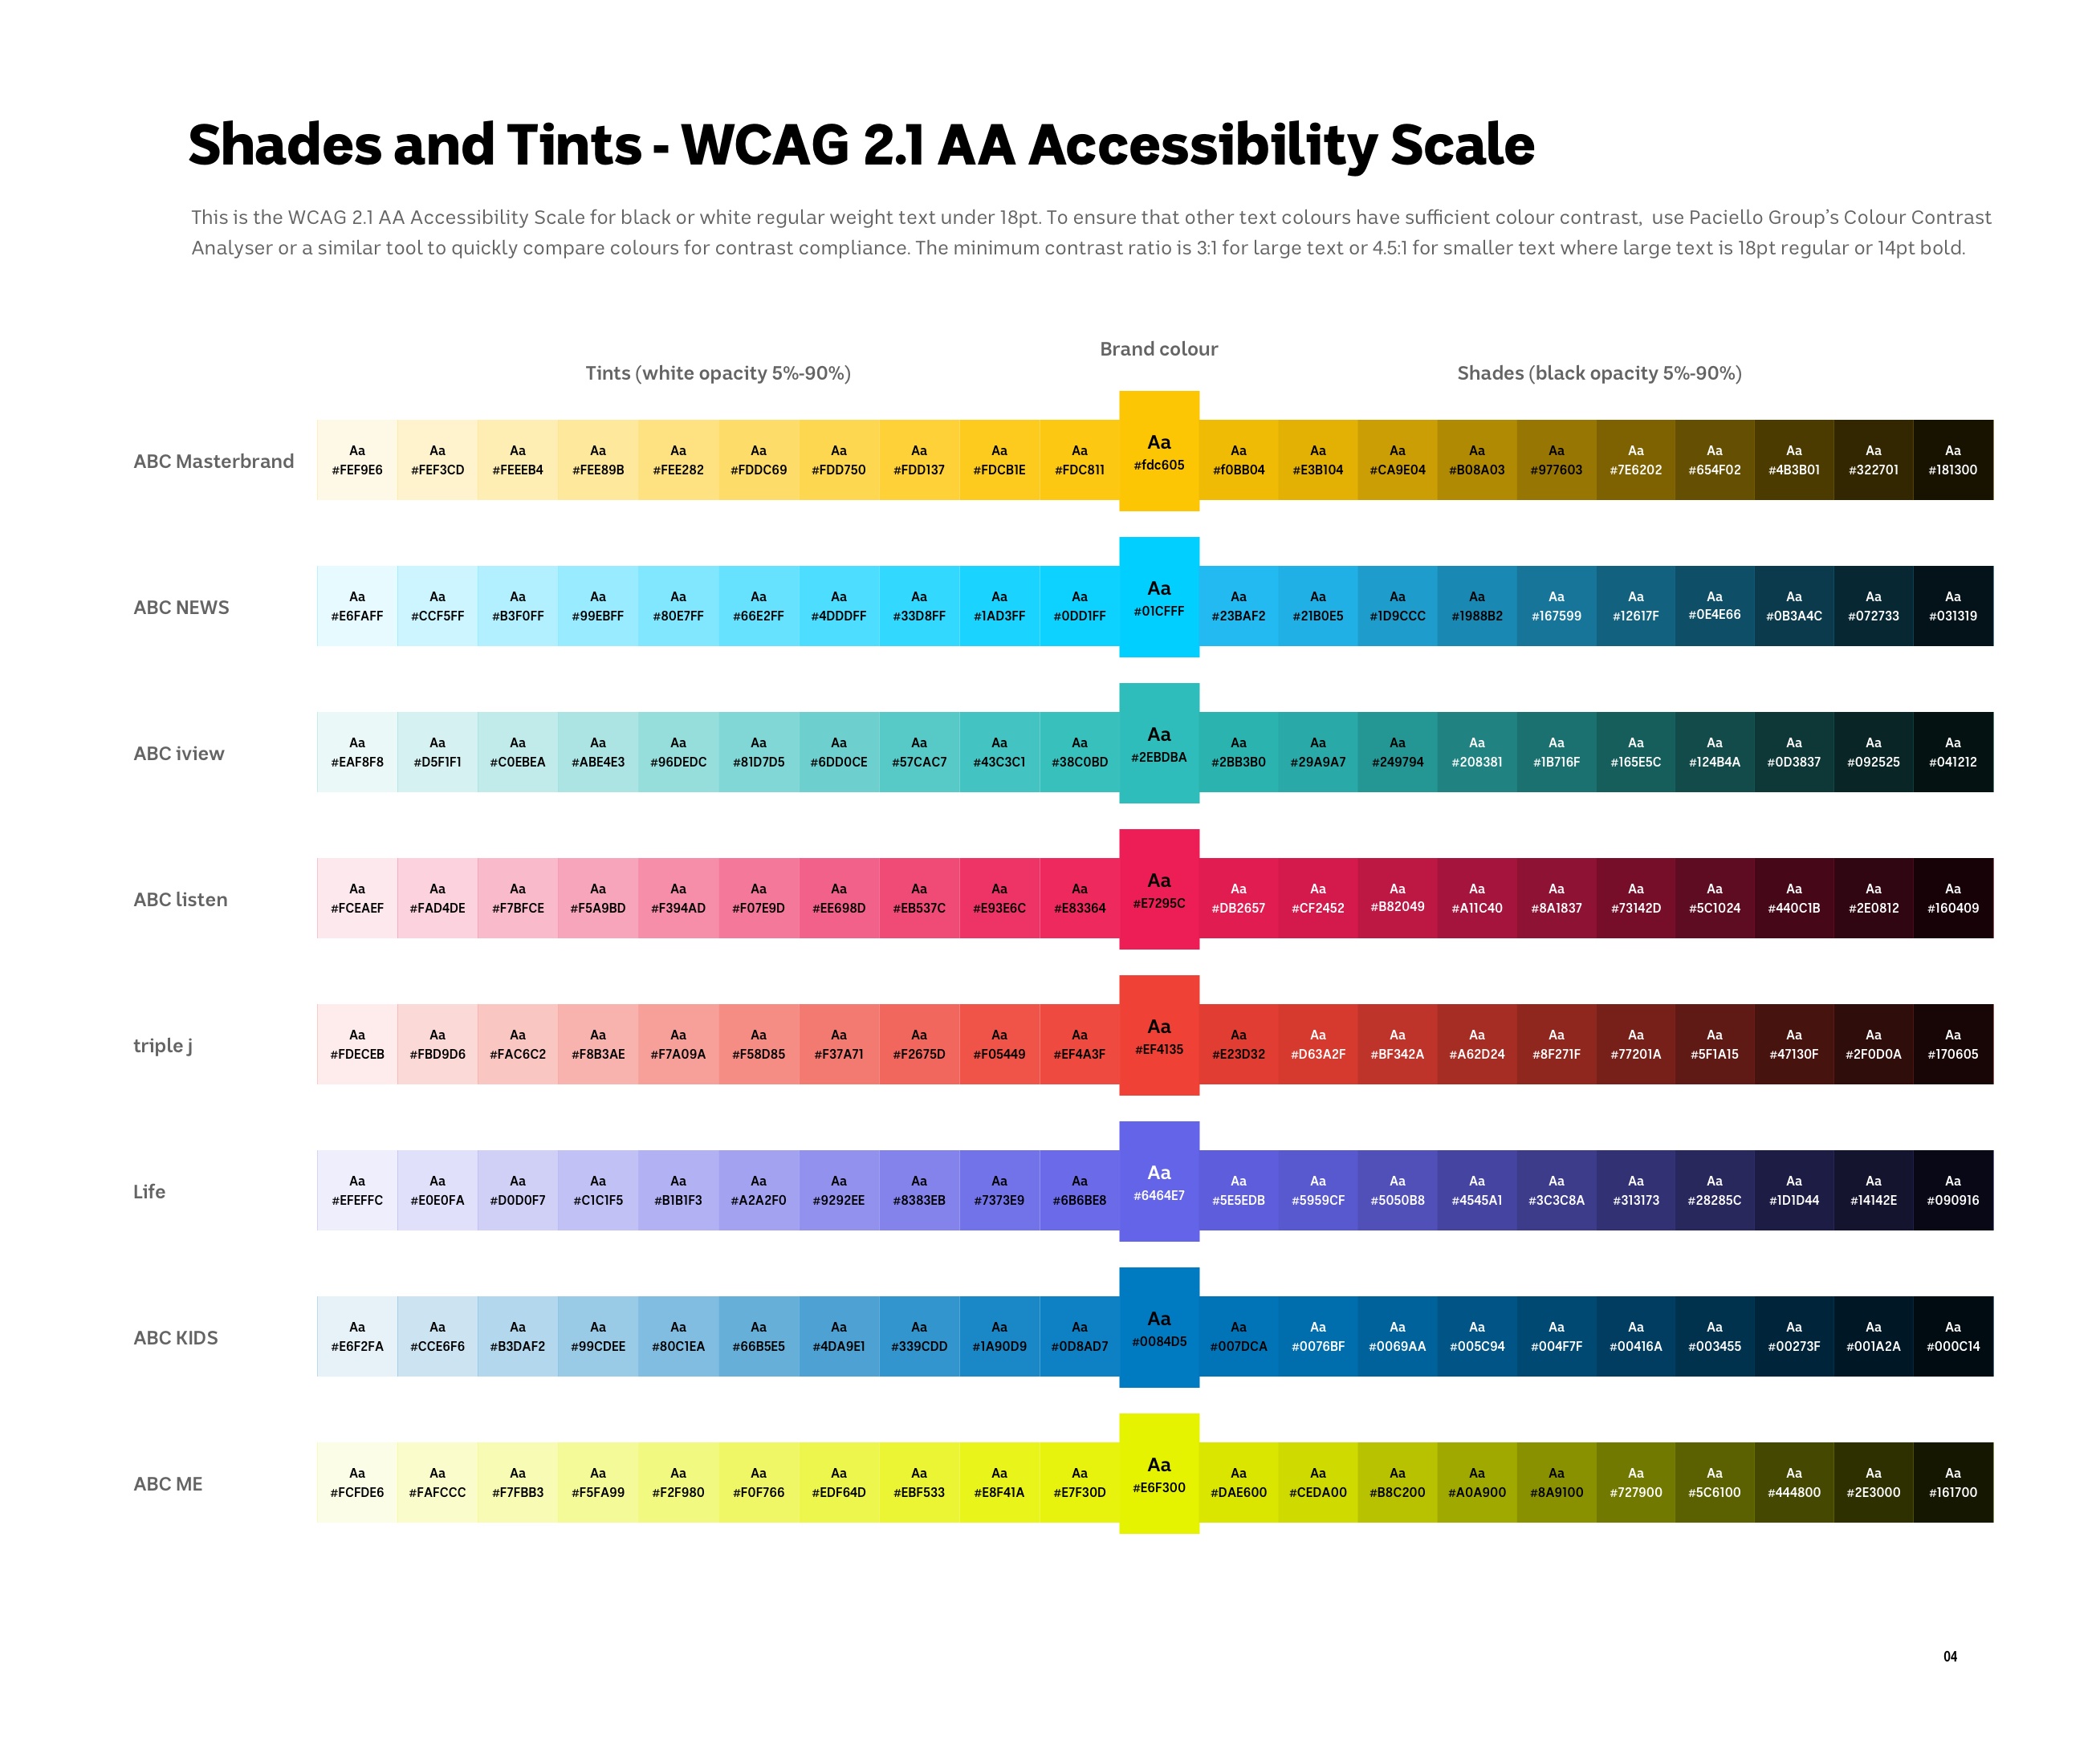 Shades and Tints - WCAG 2.1 AA Accessibility Scale
This is the WCAG 2.1 AA Accessibility Scale for black or white regular weight text under 18pt. To ensure that other text colours have sufficient colour contrast,  use Paciello Group’s Colour Contrast
Analyser or a similar tool to quickly compare colours for contrast compliance. The minimum contrast ratio is 3:1 for large text or 4.5:1 for smaller text where large text is 18pt regular or 14pt bold.
Brand colour
Tints (white opacity 5%-90%) Shades (black opacity 5%-90%)
Aa Aa Aa Aa Aa Aa Aa Aa Aa Aa Aa Aa Aa Aa Aa Aa Aa Aa Aa Aa Aa
ABC Masterbrand #FEF9E6 #FEF3CD #FEEEB4 #FEE89B #FEE282 #FDDC69 #FDD750 #FDD137 #FDCB1E #FDC811 #fdc605 #f0BB04 #E3B104 #CA9E04 #B08A03 #977603 #7E6202 #654F02 #4B3B01 #322701 #181300
Aa Aa Aa Aa Aa Aa Aa Aa Aa Aa Aa Aa Aa Aa Aa Aa Aa Aa Aa Aa Aa
ABC NEWS #E6FAFF #CCF5FF #B3F0FF #99EBFF #80E7FF #66E2FF #4DDDFF #33D8FF #1AD3FF #0DD1FF #01CFFF #23BAF2 #21B0E5 #1D9CCC #1988B2 #167599 #12617F #0E4E66 #0B3A4C #072733 #031319
Aa Aa Aa Aa Aa Aa Aa Aa Aa Aa Aa Aa Aa Aa Aa Aa Aa Aa Aa Aa Aa
ABC iview #EAF8F8 #D5F1F1 #C0EBEA #ABE4E3 #96DEDC #81D7D5 #6DD0CE #57CAC7 #43C3C1 #38C0BD #2EBDBA #2BB3B0 #29A9A7 #249794 #208381 #1B716F #165E5C #124B4A #0D3837 #092525 #041212
Aa Aa Aa Aa Aa Aa Aa Aa Aa Aa Aa Aa Aa Aa Aa Aa Aa Aa Aa Aa Aa
ABC listen #FCEAEF #FAD4DE #F7BFCE #F5A9BD #F394AD #F07E9D #EE698D #EB537C #E93E6C #E83364 #E7295C #DB2657 #CF2452 #B82049 #A11C40 #8A1837 #73142D #5C1024 #440C1B #2E0812 #160409
Aa Aa Aa Aa Aa Aa Aa Aa Aa Aa Aa Aa Aa Aa Aa Aa Aa Aa Aa Aa Aa
triple j #FDECEB #FBD9D6 #FAC6C2 #F8B3AE #F7A09A #F58D85 #F37A71 #F2675D #F05449 #EF4A3F #EF4135 #E23D32 #D63A2F #BF342A #A62D24 #8F271F #77201A #5F1A15 #47130F #2F0D0A #170605
Aa Aa Aa Aa Aa Aa Aa Aa Aa Aa Aa Aa Aa Aa Aa Aa Aa Aa Aa Aa Aa
Life #EFEFFC #E0E0FA #D0D0F7 #C1C1F5 #B1B1F3 #A2A2F0 #9292EE #8383EB #7373E9 #6B6BE8 #6464E7 #5E5EDB #5959CF #5050B8 #4545A1 #3C3C8A #313173 #28285C #1D1D44 #14142E #090916
Aa Aa Aa Aa Aa Aa Aa Aa Aa Aa Aa Aa Aa Aa Aa Aa Aa Aa Aa Aa Aa
ABC KIDS #E6F2FA #CCE6F6 #B3DAF2 #99CDEE #80C1EA #66B5E5 #4DA9E1 #339CDD #1A90D9 #0D8AD7 #0084D5 #007DCA #0076BF #0069AA #005C94 #004F7F #00416A #003455 #00273F #001A2A #000C14
Aa Aa Aa Aa Aa Aa Aa Aa Aa Aa Aa Aa Aa Aa Aa Aa Aa Aa Aa Aa Aa
ABC ME #FCFDE6 #FAFCCC #F7FBB3 #F5FA99 #F2F980 #F0F766 #EDF64D #EBF533 #E8F41A #E7F30D #E6F300 #DAE600 #CEDA00 #B8C200 #A0A900 #8A9100 #727900 #5C6100 #444800 #2E3000 #161700
04